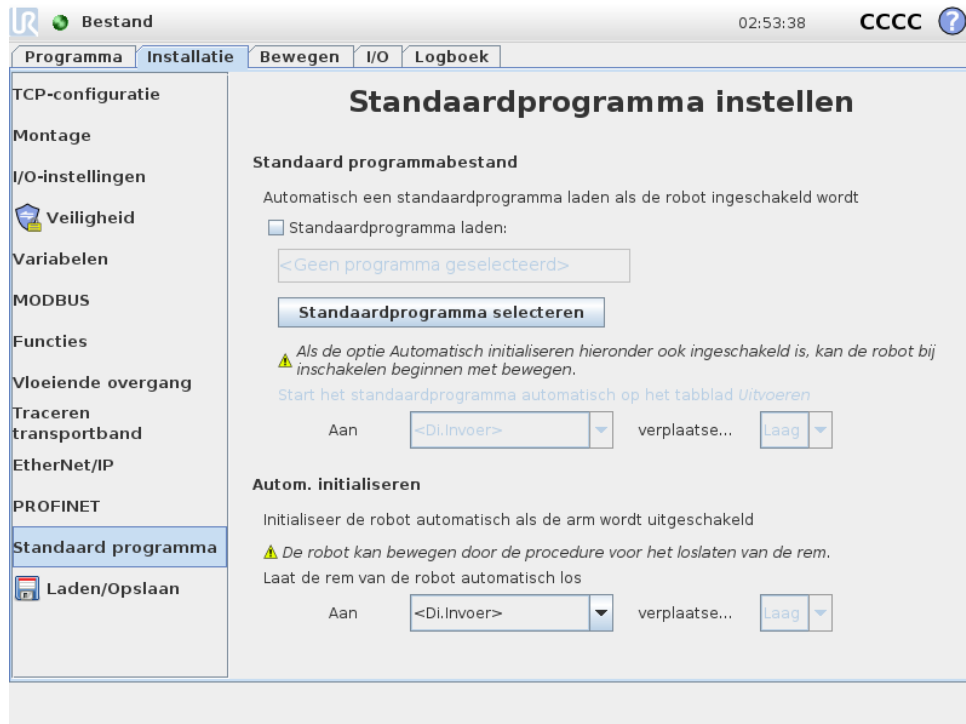 UR Bestand 02:53:38 CCCC ?
Programma Installatie Bewegen I/O Logboek
TCP-configuratie
Montage
I/O-instellingen
Veiligheid
Variabelen
MODBUS
Functies
Vloeiende overgang
Traceren
transportband
EtherNet/IP
PROFINET
Standaard programma
Laden/Opslaan
Standaardprogramma instellen
Standaard programmabestand
Automatisch een standaardprogramma laden als de robot ingeschakeld wordt
Standaardprogramma laden:
<Geen programma geselecteerd>
Standaardprogramma selecteren
Als de optie Automatisch initialiseren hieronder ook ingeschakeld is, kan de robot bij
inschakelen beginnen met bewegen.
Start het standaardprogramma automatisch op het tabblad Uitvoeren
Aan <Di.Invoer> verplaatse... Laag
Autom. initialiseren
Initialiseer de robot automatisch als de arm wordt uitgeschakeld
De robot kan bewegen door de procedure voor het loslaten van de rem.
Laat de rem van de robot automatisch los
Aan <Di.Invoer> verplaatse... Laag